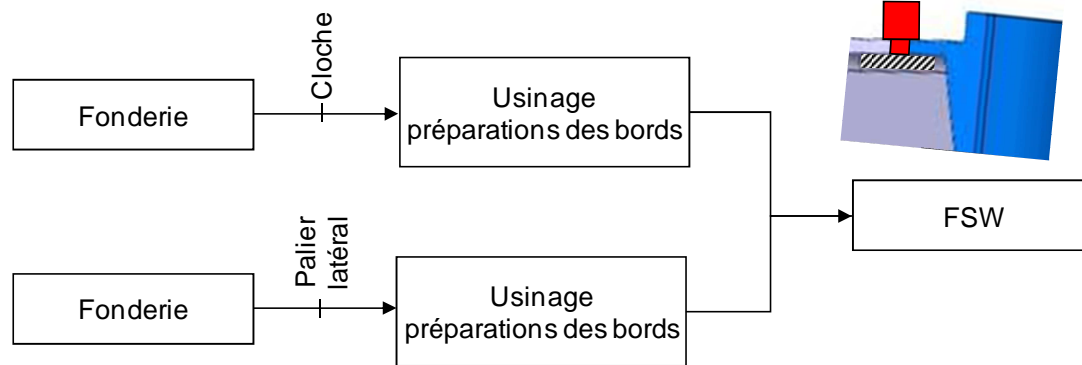 Fonderie
Cloche
Usinage
préparations des bords
FSW
Fonderie
Palier
latéral
Usinage
préparations des bords